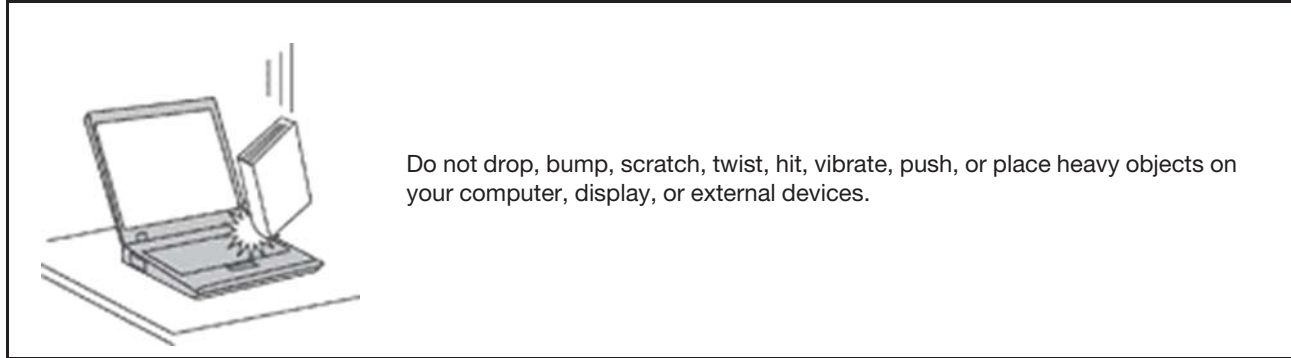 Do not drop, bump, scratch, twist, hit, vibrate, push, or place heavy objects on
your computer, display, or external devices.